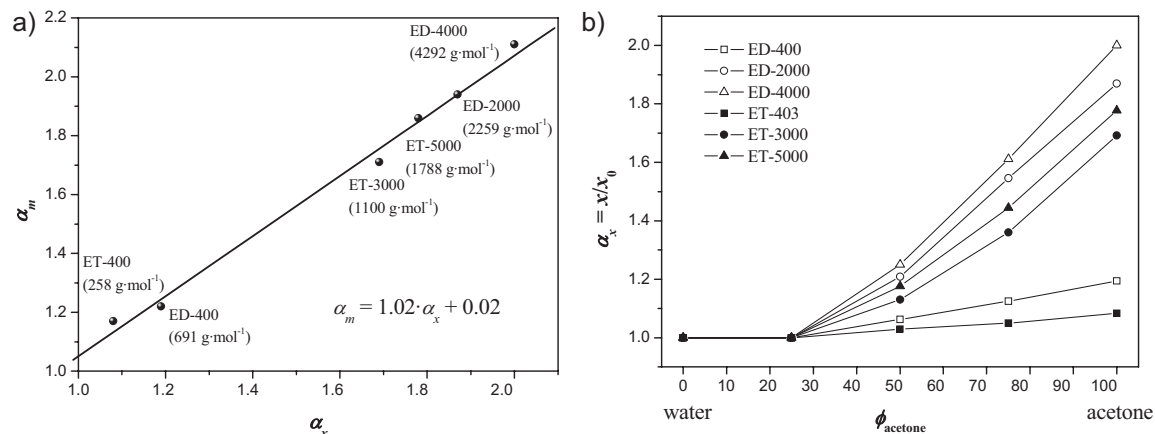 a)
2.2
2.0
1.8
1.6
1.4
1.2
1.0
α_m
ED-4000
(4292 g·mol⁻¹)
ED-2000
(2259 g·mol⁻¹)
ET-5000
(1788 g·mol⁻¹)
ET-3000
(1100 g·mol⁻¹)
ET-400
(258 g·mol⁻¹)
ED-400
(691 g·mol⁻¹)
α_m = 1.02·α_x + 0.02
1.0 1.2 1.4 1.6 1.8 2.0
α_x
b)
2.0
1.8
1.6
1.4
1.2
1.0
α_x = x/x₀
ED-400
ED-2000
ED-4000
ET-403
ET-3000
ET-5000
0 10 20 30 40 50 60 70 80 90 100
water ϕ_acetone acetone